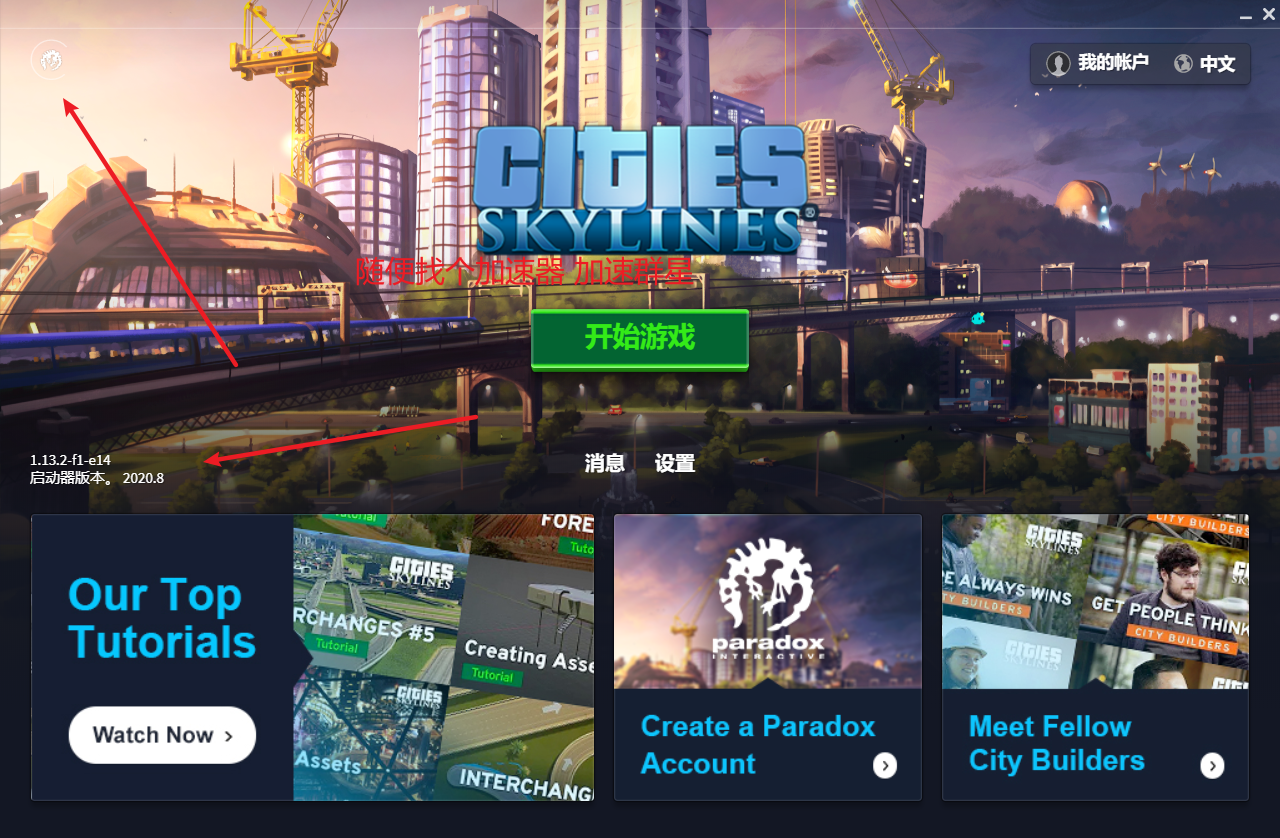 我的帐户
中文
CITIES
SKYLINES
随便找个加速器 加速群星
开始游戏
1.13.2-f1-e14
启动器版本。 2020.8
消息
设置
Our Top
Tutorials
Watch Now
Tutorial
FORE
Tuto
CITIES
SKYLINES
RCHANGES #5
Tutorial
Creating Asse
Tutorial
CITIES
SKYLINES
Assets
INTERCHANG
paradox
INTERACTIVE
Create a Paradox
Account
CITY BUILDERS
CITIES
SKYLINES
E ALWAYS WINS
TY BUILDERS
GET PEOPLE THINK
CITY BUILDERS
CITIES
SKYLINES
CITI
Meet Fellow
City Builders